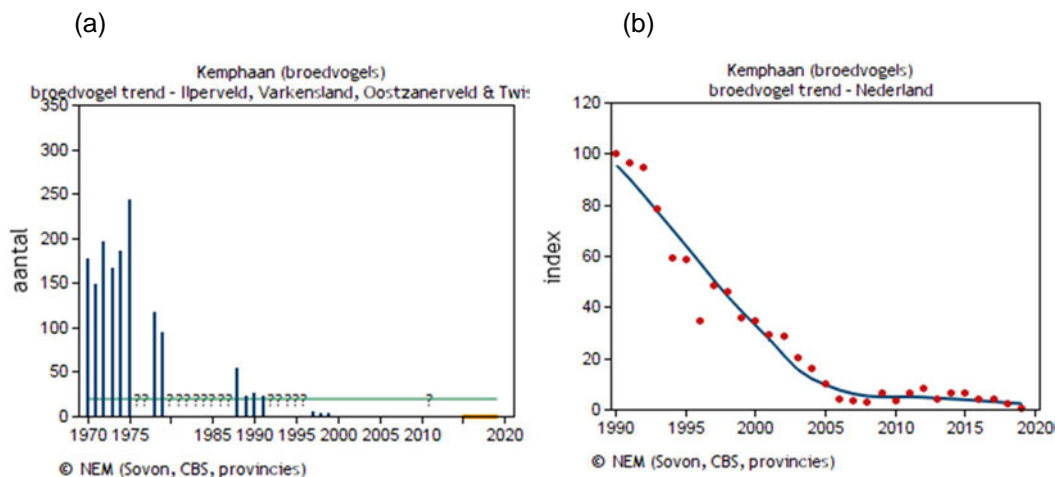 (a)
Kemphaan (broedvogels)
broedvogel trend - Ilperveld, Varkensland, Oostzanerveld & Twis
350
300
250
200
150
100
50
0
aantal
?? ???????? ????? ?
1970 1975 1985 1990 1995 2000 2005 2010 2020
© NEM (Sovon, CBS, provincies)
(b)
Kemphaan (broedvogels)
broedvogel trend - Nederland
120
100
80
60
40
20
0
index
1990 1995 2000 2005 2010 2015 2020
© NEM (Sovon, CBS, provincies)